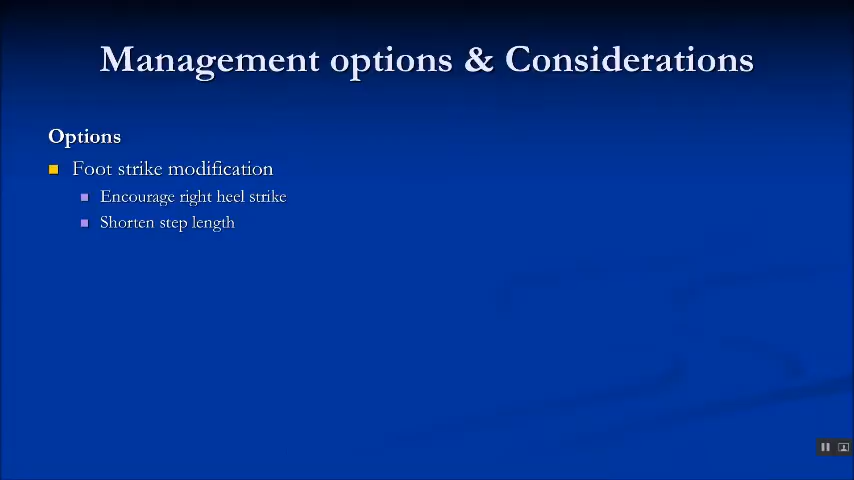 Management options & Considerations
Options
Foot strike modification
Encourage right heel strike
Shorten step length